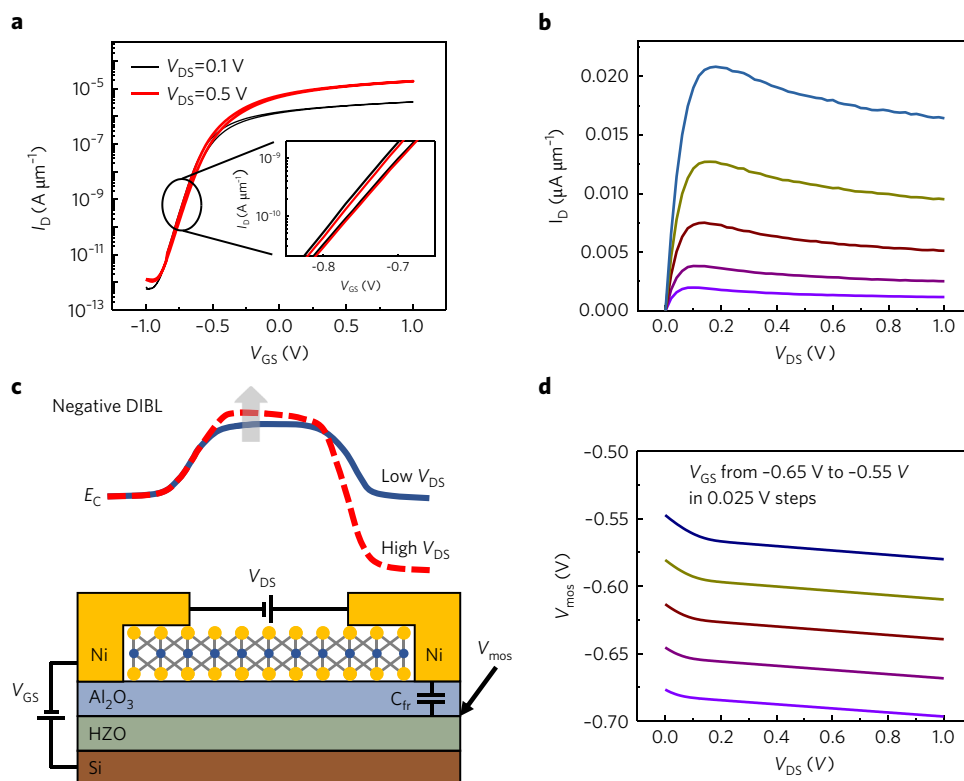 a
V_DS=0.1 V
V_DS=0.5 V
10⁻⁵
10⁻⁷
10⁻⁹
10⁻¹¹
10⁻¹³
I_D (A μm⁻¹)
−1.0 −0.5 0.0 0.5 1.0
V_GS (V)
10⁻⁹
10⁻¹⁰
I_D (A μm⁻¹)
−0.8 −0.7
V_GS (V)
b
0.020
0.015
0.010
0.005
0.000
I_D (μA μm⁻¹)
0.0 0.2 0.4 0.6 0.8 1.0
V_DS (V)
c
Negative DIBL
E_C
Low V_DS
High V_DS
V_DS
Ni
Ni
V_mos
V_GS
Al₂O₃
C_fr
HZO
Si
d
V_GS from −0.65 V to −0.55 V
in 0.025 V steps
−0.50
−0.55
−0.60
−0.65
−0.70
V_mos (V)
0.0 0.2 0.4 0.6 0.8 1.0
V_DS (V)